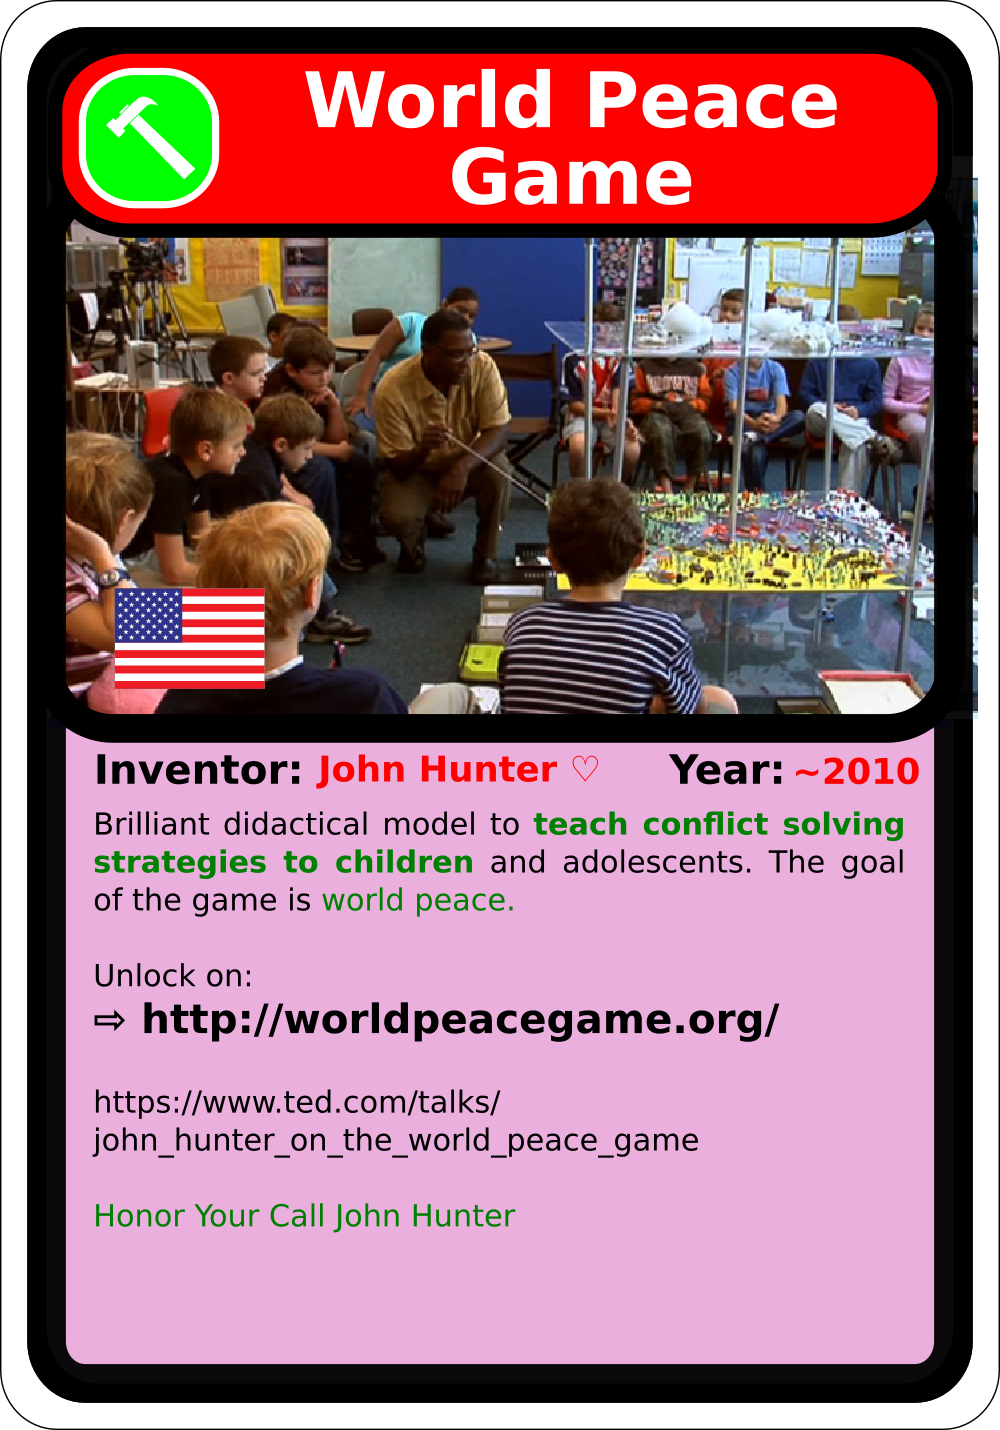 World Peace
Game
Inventor: John Hunter ♡ Year: ~2010
Brilliant didactical model to teach conflict solving
strategies to children and adolescents. The goal
of the game is world peace.
Unlock on:
⇨ http://worldpeacegame.org/
https://www.ted.com/talks/
john_hunter_on_the_world_peace_game
Honor Your Call John Hunter